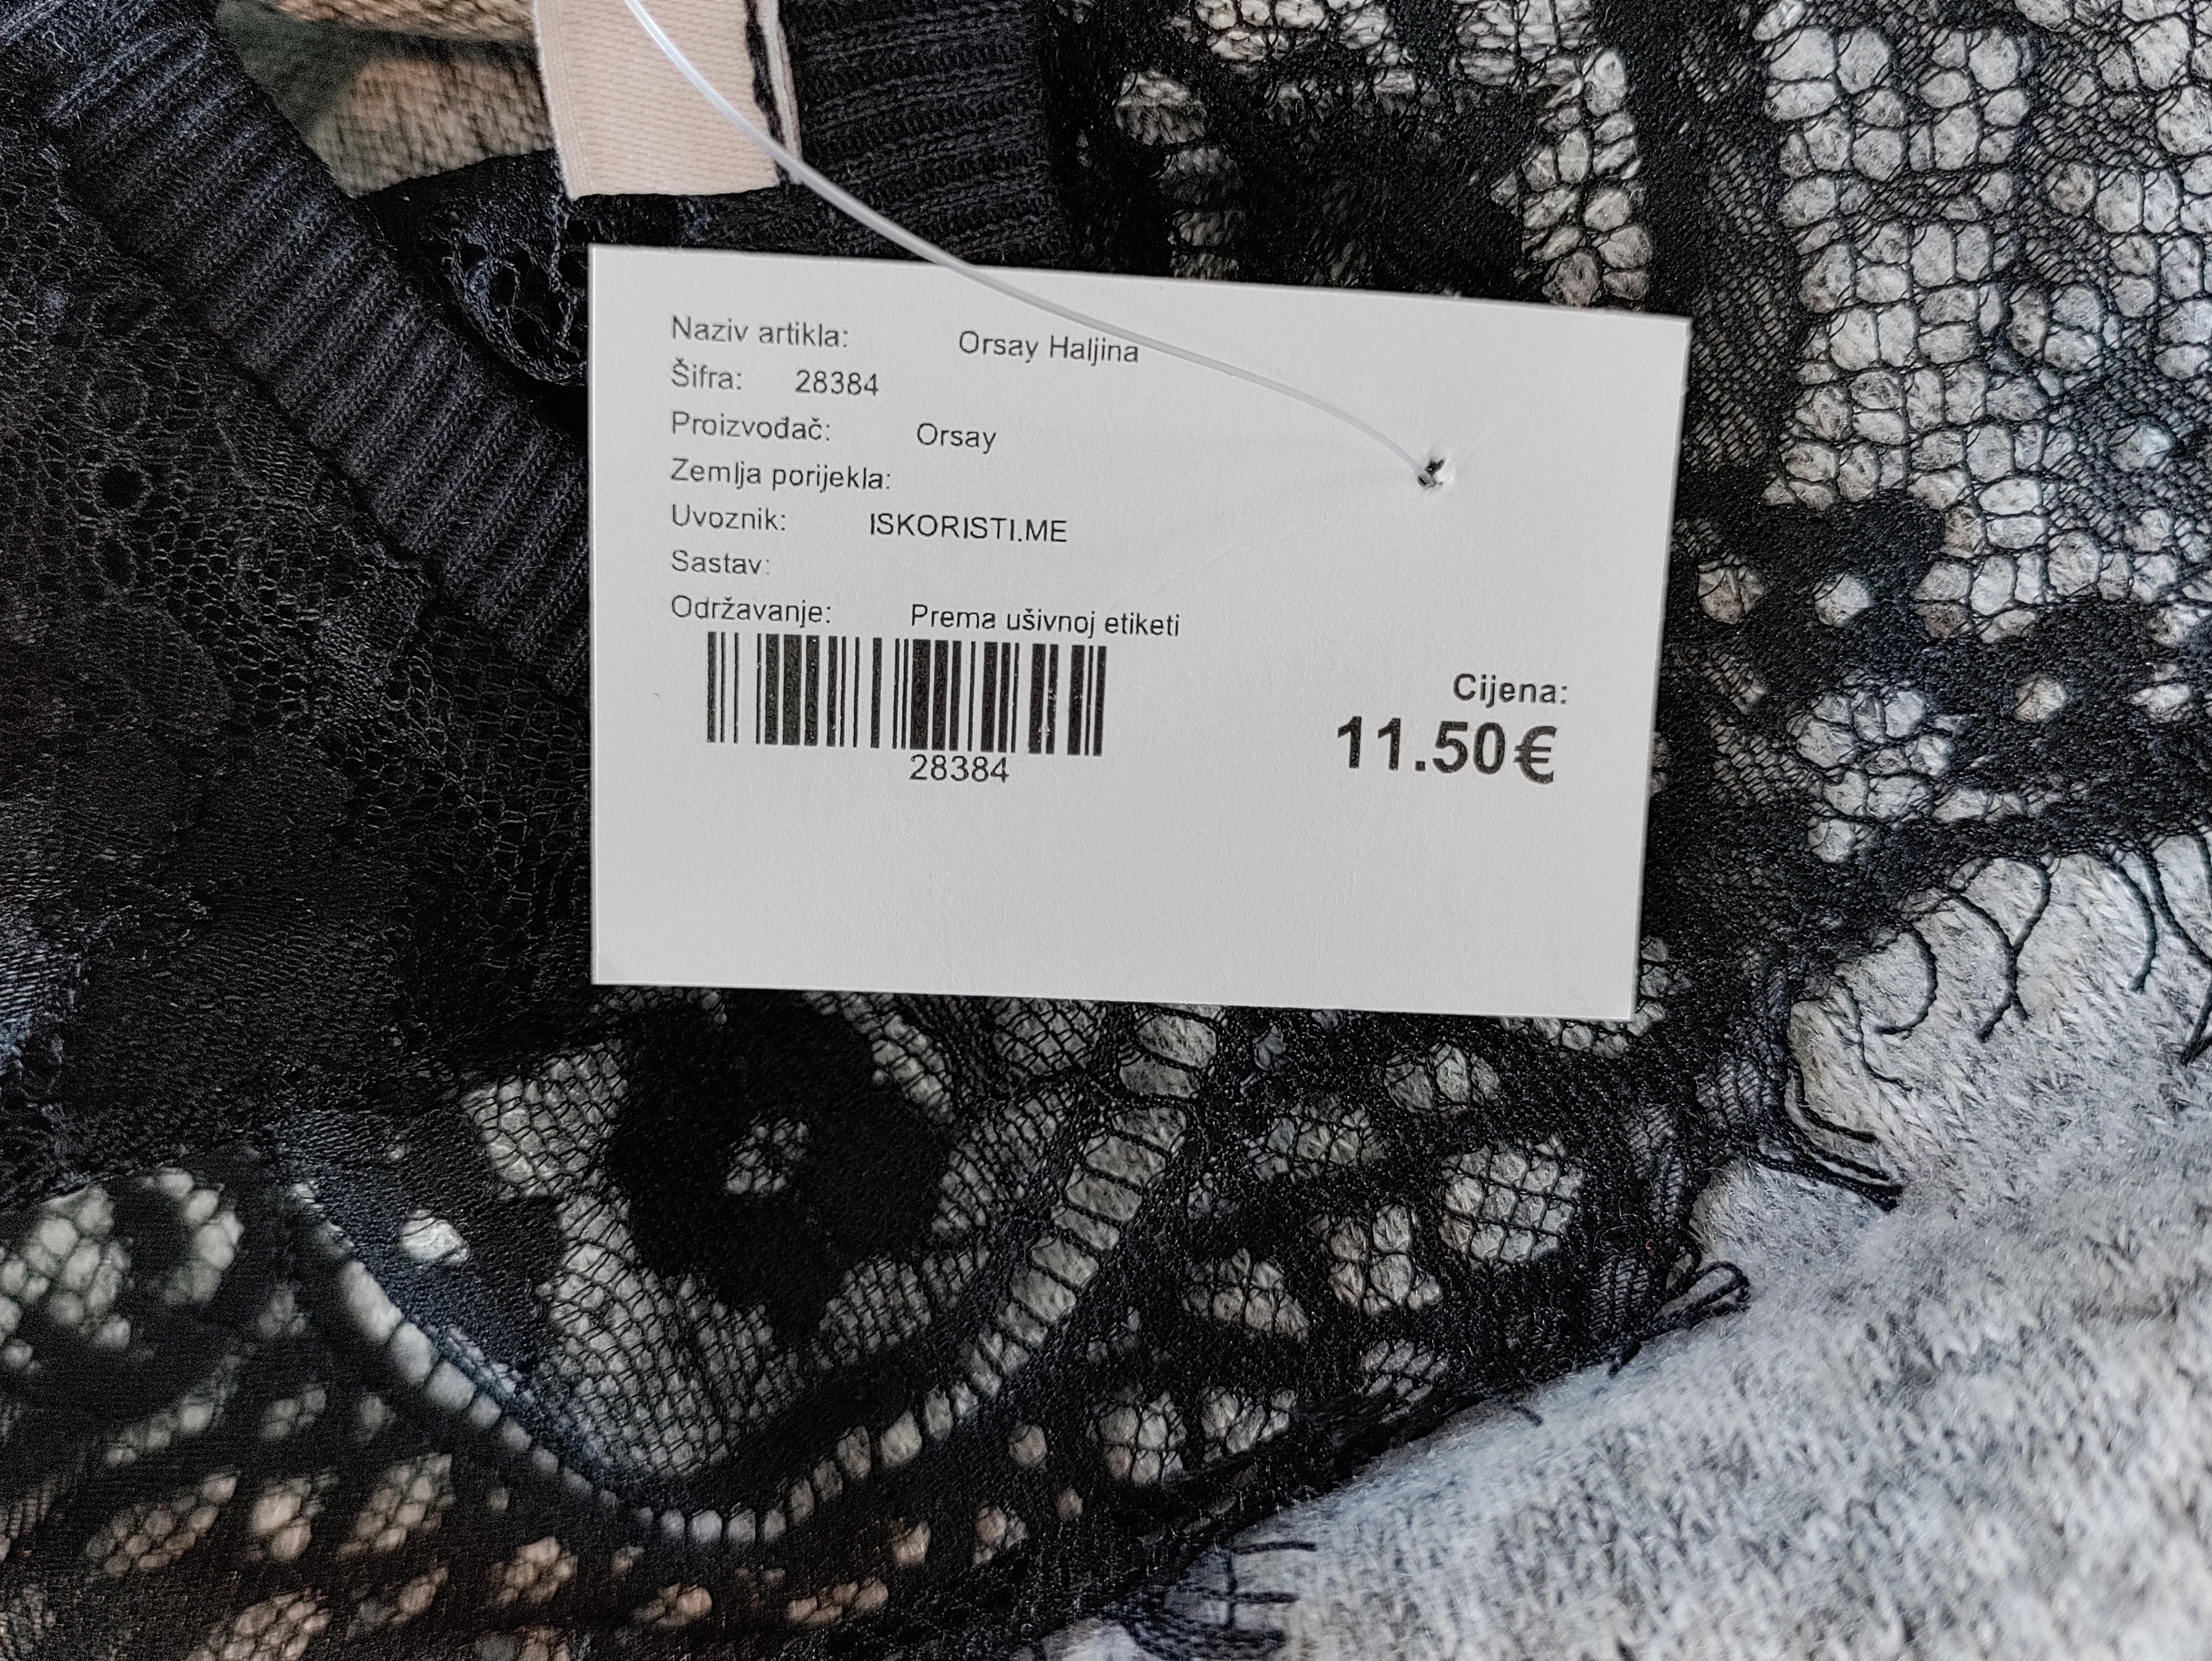 Naziv artikla: Orsay Haljina
Šifra: 28384
Proizvođač: Orsay
Zemlja porijekla:
Uvoznik: ISKORISTI.ME
Sastav:
Održavanje: Prema ušivnoj etiketi
28384
Cijena:
11.50€